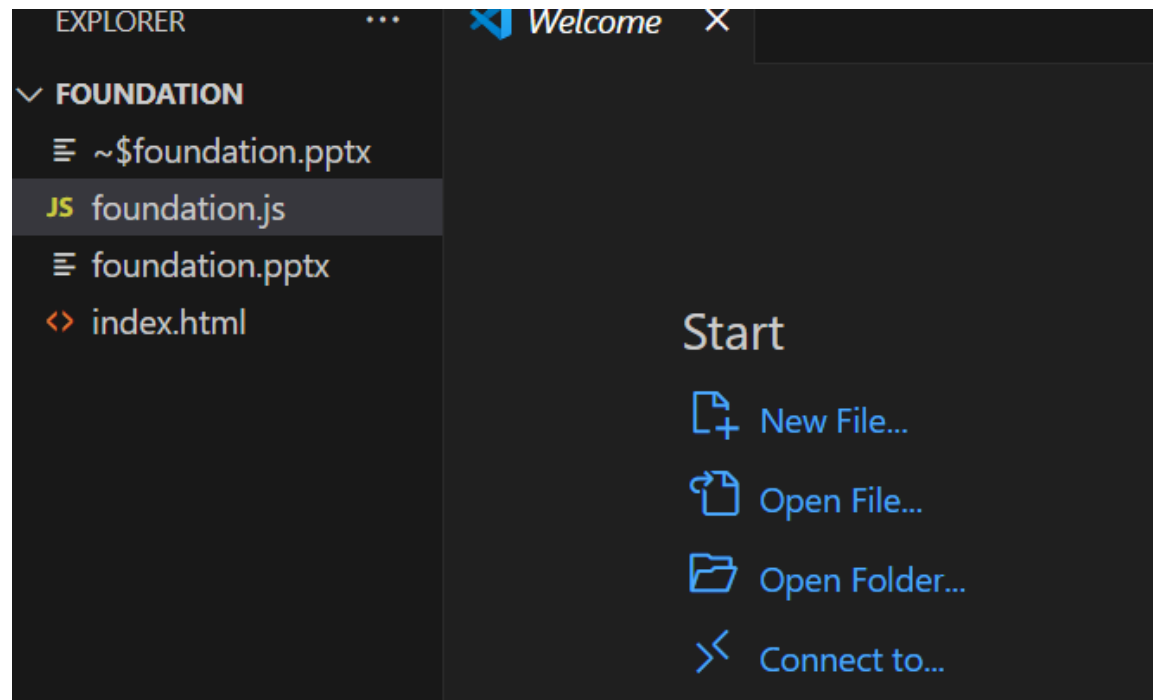 EXPLORER ...
FOUNDATION
~$foundation.pptx
JS foundation.js
foundation.pptx
index.html
Welcome
Start
New File...
Open File...
Open Folder...
Connect to...